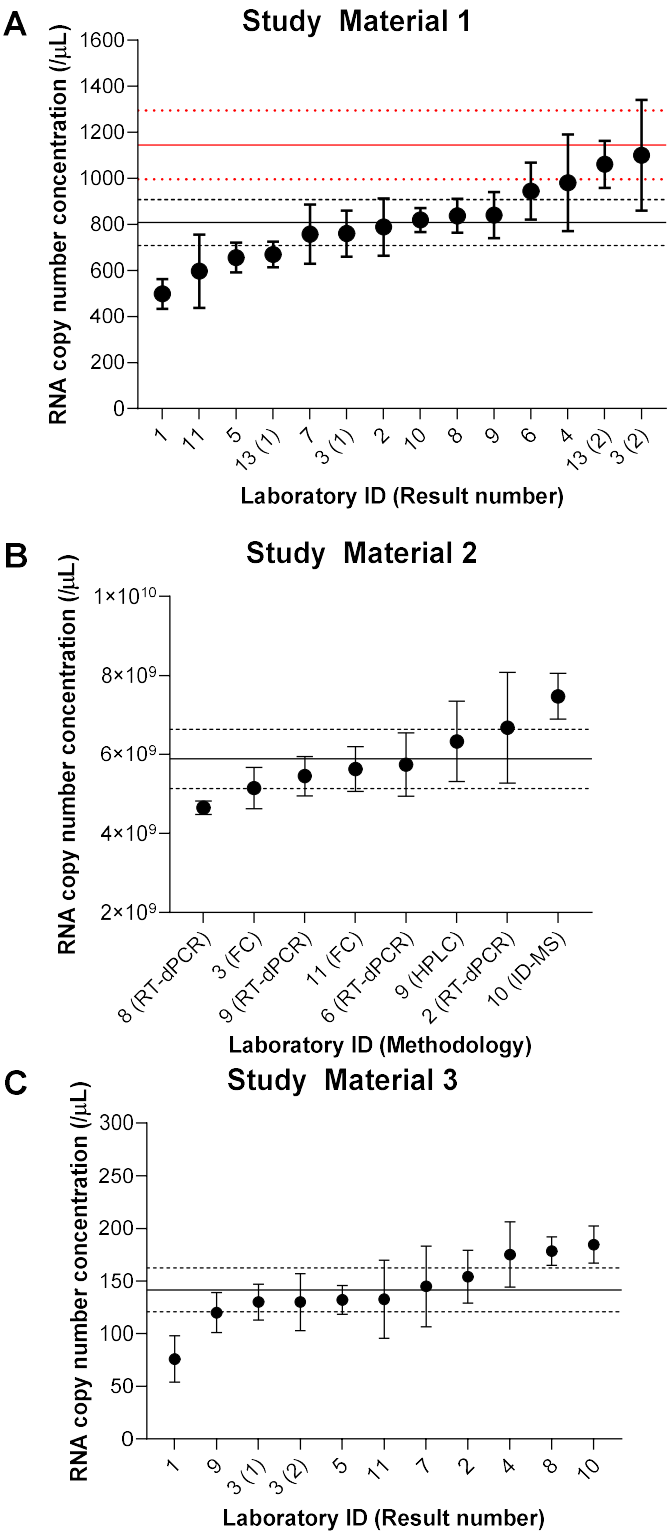 A
Study Material 1
RNA copy number concentration (/μL)
1600
1400
1200
1000
800
600
400
200
0
1
11
5
13 (1)
7
3 (1)
2
10
8
9
6
4
13 (2)
3 (2)
Laboratory ID (Result number)
B
Study Material 2
RNA copy number concentration (/μL)
1×10¹⁰
8×10⁹
6×10⁹
4×10⁹
2×10⁹
8 (RT-dPCR)
3 (FC)
9 (RT-dPCR)
11 (FC)
6 (RT-dPCR)
9 (HPLC)
2 (RT-dPCR)
10 (ID-MS)
Laboratory ID (Methodology)
C
Study Material 3
RNA copy number concentration (/μL)
300
250
200
150
100
50
0
1
9
3 (1)
3 (2)
5
11
7
2
4
8
10
Laboratory ID (Result number)